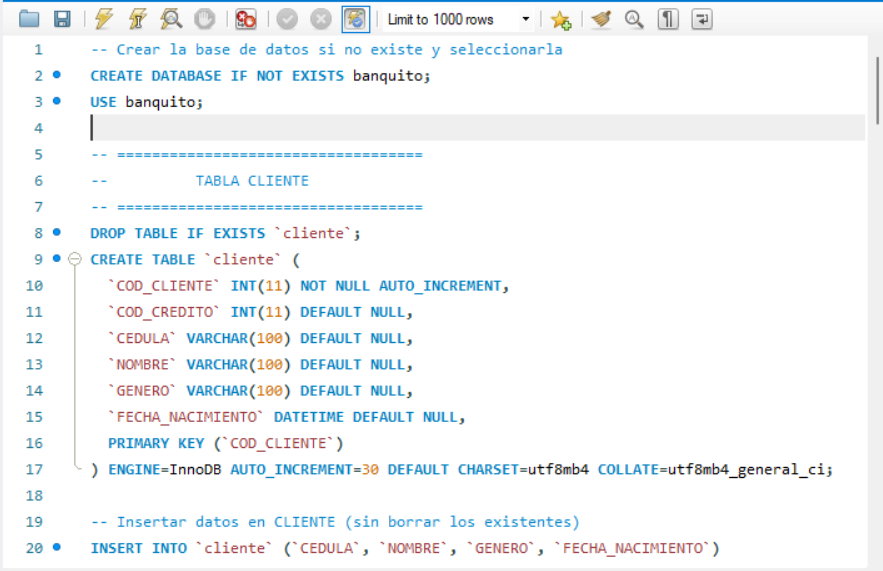 Limit to 1000 rows
1 -- Crear la base de datos si no existe y seleccionarla
2 CREATE DATABASE IF NOT EXISTS banquito;
3 USE banquito;
4
5 -- ===================================
6 --          TABLA CLIENTE
7 -- ===================================
8 DROP TABLE IF EXISTS `cliente`;
9 CREATE TABLE `cliente` (
10   `COD_CLIENTE` INT(11) NOT NULL AUTO_INCREMENT,
11   `COD_CREDITO` INT(11) DEFAULT NULL,
12   `CEDULA` VARCHAR(100) DEFAULT NULL,
13   `NOMBRE` VARCHAR(100) DEFAULT NULL,
14   `GENERO` VARCHAR(100) DEFAULT NULL,
15   `FECHA_NACIMIENTO` DATETIME DEFAULT NULL,
16   PRIMARY KEY (`COD_CLIENTE`)
17 ) ENGINE=InnoDB AUTO_INCREMENT=30 DEFAULT CHARSET=utf8mb4 COLLATE=utf8mb4_general_ci;
18
19 -- Insertar datos en CLIENTE (sin borrar los existentes)
20 INSERT INTO `cliente` (`CEDULA`, `NOMBRE`, `GENERO`, `FECHA_NACIMIENTO`)